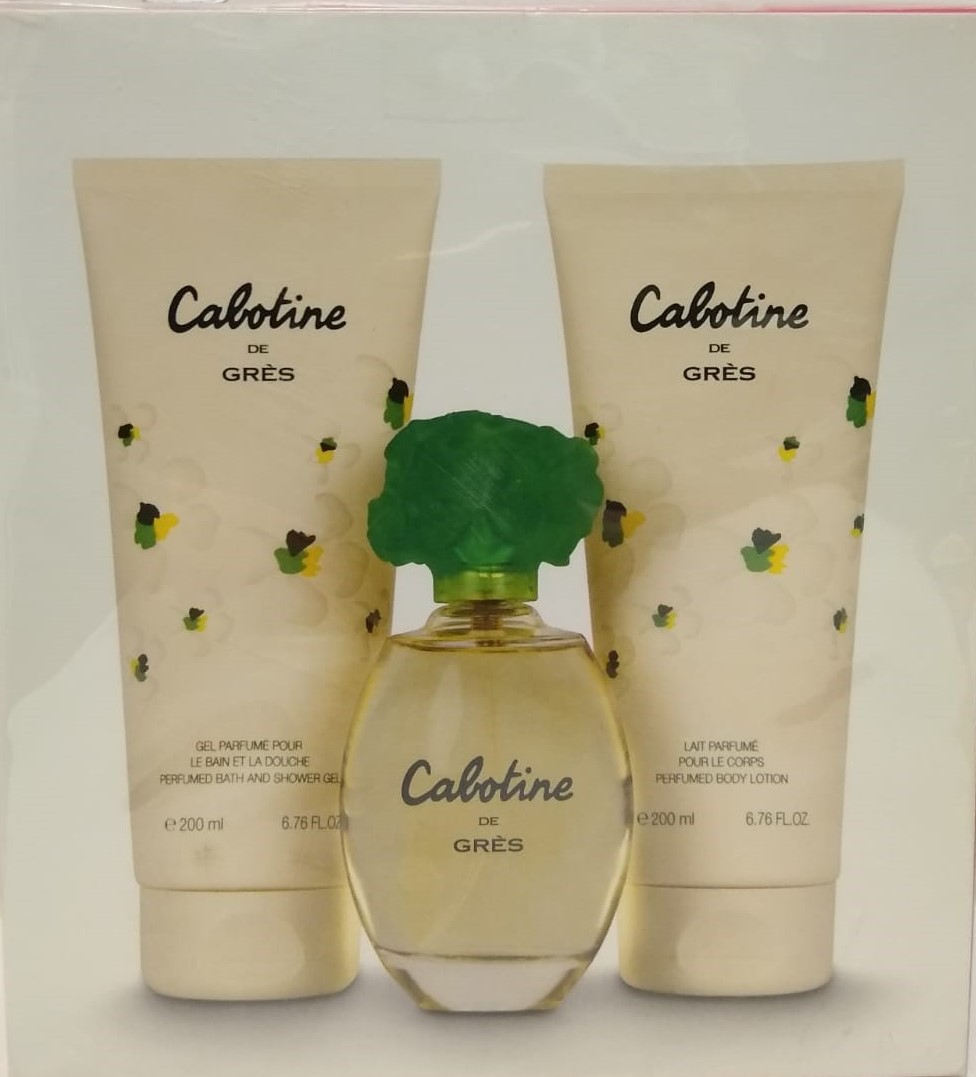 Cabotine
DE
GRÈS
GEL PARFUMÉ POUR
LE BAIN ET LA DOUCHE
PERFUMED BATH AND SHOWER GEL
e 200 ml 6.76 FL.OZ
Cabotine
DE
GRÈS
LAIT PARFUMÉ
POUR LE CORPS
PERFUMED BODY LOTION
e 200 ml 6.76 FL.OZ.
Cabotine
DE
GRÈS